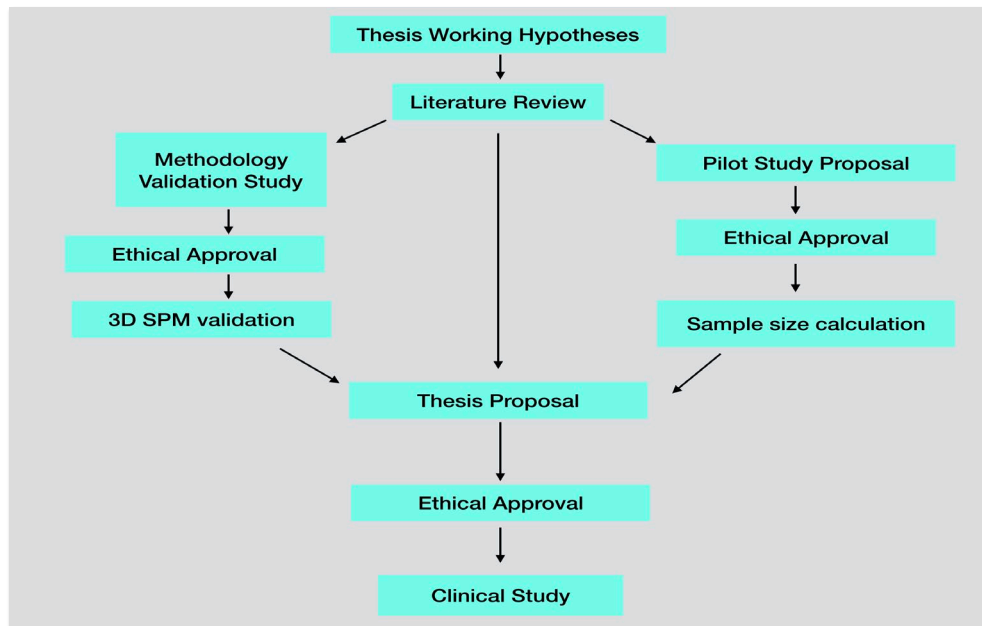 Thesis Working Hypotheses
Literature Review
Methodology
Validation Study
Pilot Study Proposal
Ethical Approval
Ethical Approval
3D SPM validation
Sample size calculation
Thesis Proposal
Ethical Approval
Clinical Study